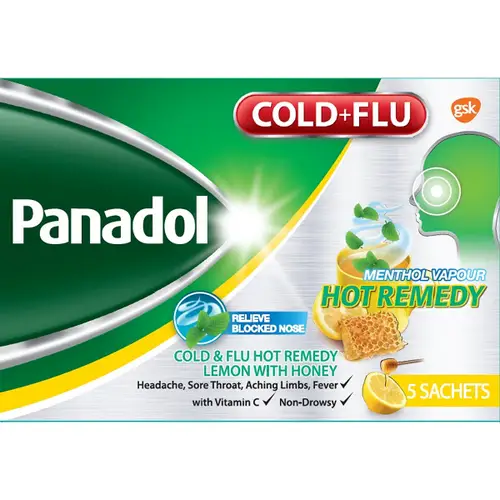 COLD+FLU
gsk
Panadol
MENTHOL VAPOUR
HOT REMEDY
RELIEVE
BLOCKED NOSE
COLD & FLU HOT REMEDY
LEMON WITH HONEY
Headache, Sore Throat, Aching Limbs, Fever ✓
with Vitamin C ✓ Non-Drowsy ✓
5 SACHETS